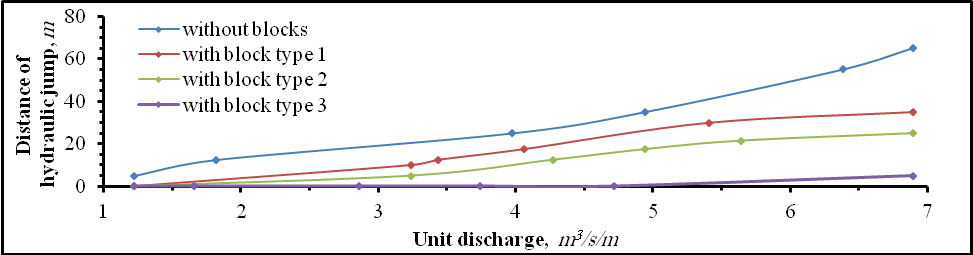 Distance of
hydraulic jump, m
80
60
40
20
0
without blocks
with block type 1
with block type 2
with block type 3
1 2 3 4 5 6 7
Unit discharge, m³/s/m